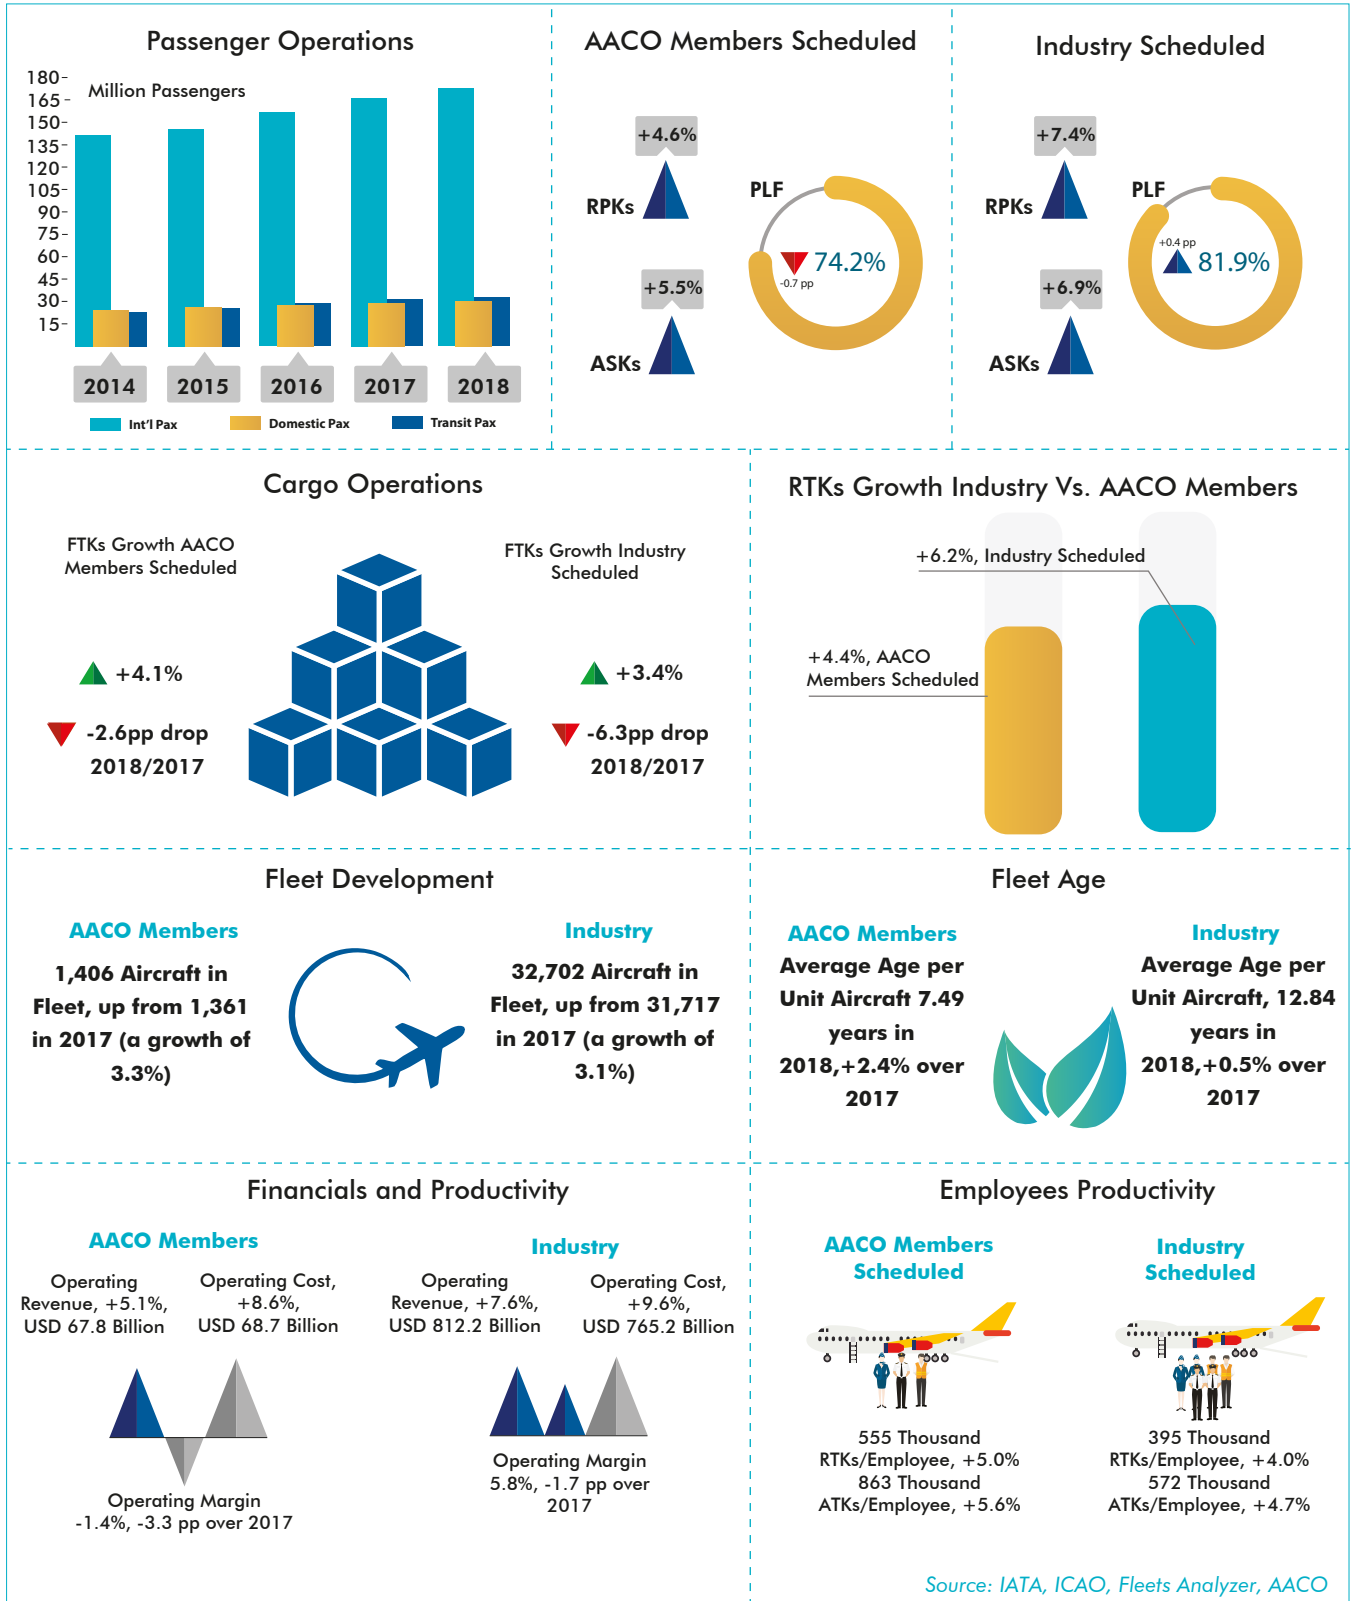 Passenger Operations
Million Passengers
180
165
150
135
120
105
90
75
60
45
30
15
2014
2015
2016
2017
2018
Int'l Pax
Domestic Pax
Transit Pax
AACO Members Scheduled
+4.6%
RPKs
+5.5%
ASKs
PLF
74.2%
-0.7 pp
Industry Scheduled
+7.4%
RPKs
+6.9%
ASKs
PLF
+0.4 pp
81.9%
Cargo Operations
FTKs Growth AACO
Members Scheduled
+4.1%
-2.6pp drop
2018/2017
FTKs Growth Industry
Scheduled
+3.4%
-6.3pp drop
2018/2017
RTKs Growth Industry Vs. AACO Members
+6.2%, Industry Scheduled
+4.4%, AACO
Members Scheduled
Fleet Development
AACO Members
1,406 Aircraft in
Fleet, up from 1,361
in 2017 (a growth of
3.3%)
Industry
32,702 Aircraft in
Fleet, up from 31,717
in 2017 (a growth of
3.1%)
Fleet Age
AACO Members
Average Age per
Unit Aircraft 7.49
years in
2018,+2.4% over
2017
Industry
Average Age per
Unit Aircraft, 12.84
years in
2018,+0.5% over
2017
Financials and Productivity
AACO Members
Operating
Revenue, +5.1%,
USD 67.8 Billion
Operating Cost,
+8.6%,
USD 68.7 Billion
Operating Margin
-1.4%, -3.3 pp over 2017
Industry
Operating
Revenue, +7.6%,
USD 812.2 Billion
Operating Cost,
+9.6%,
USD 765.2 Billion
Operating Margin
5.8%, -1.7 pp over
2017
Employees Productivity
AACO Members
Scheduled
555 Thousand
RTKs/Employee, +5.0%
863 Thousand
ATKs/Employee, +5.6%
Industry
Scheduled
395 Thousand
RTKs/Employee, +4.0%
572 Thousand
ATKs/Employee, +4.7%
Source: IATA, ICAO, Fleets Analyzer, AACO